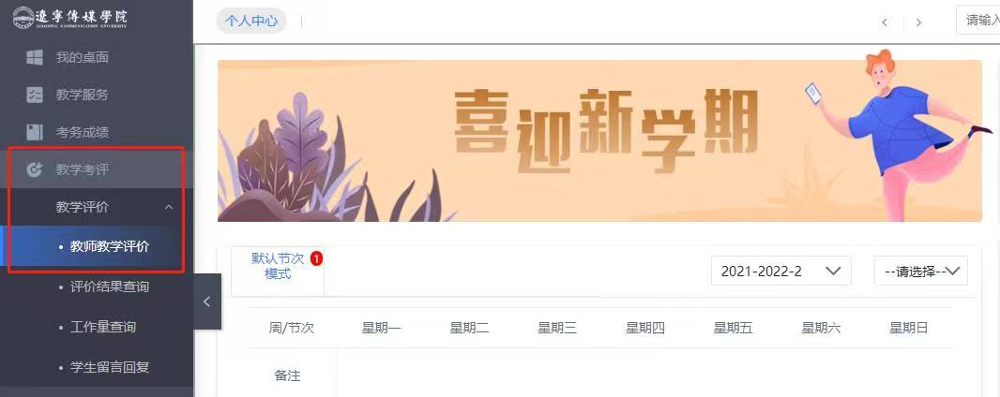 遼寧傳媒學院
LIAONING COMMUNICATION UNIVERSITY
个人中心
请输入
我的桌面
教学服务
考务成绩
教学考评
教学评价
教师教学评价
评价结果查询
工作量查询
学生留言回复
喜迎新学期
默认节次
模式
1
2021-2022-2
--请选择--
周/节次 星期一 星期二 星期三 星期四 星期五 星期六 星期日
备注